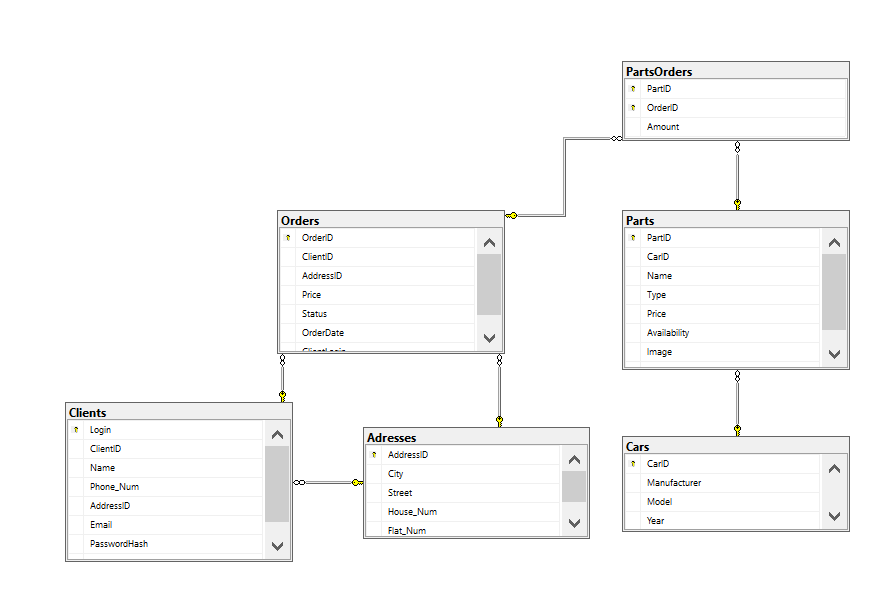 PartsOrders
PartID
OrderID
Amount
Orders
OrderID
ClientID
AddressID
Price
Status
OrderDate
ClientLogin
Parts
PartID
CarID
Name
Type
Price
Availability
Image
Clients
Login
ClientID
Name
Phone_Num
AddressID
Email
PasswordHash
Adresses
AddressID
City
Street
House_Num
Flat_Num
Cars
CarID
Manufacturer
Model
Year